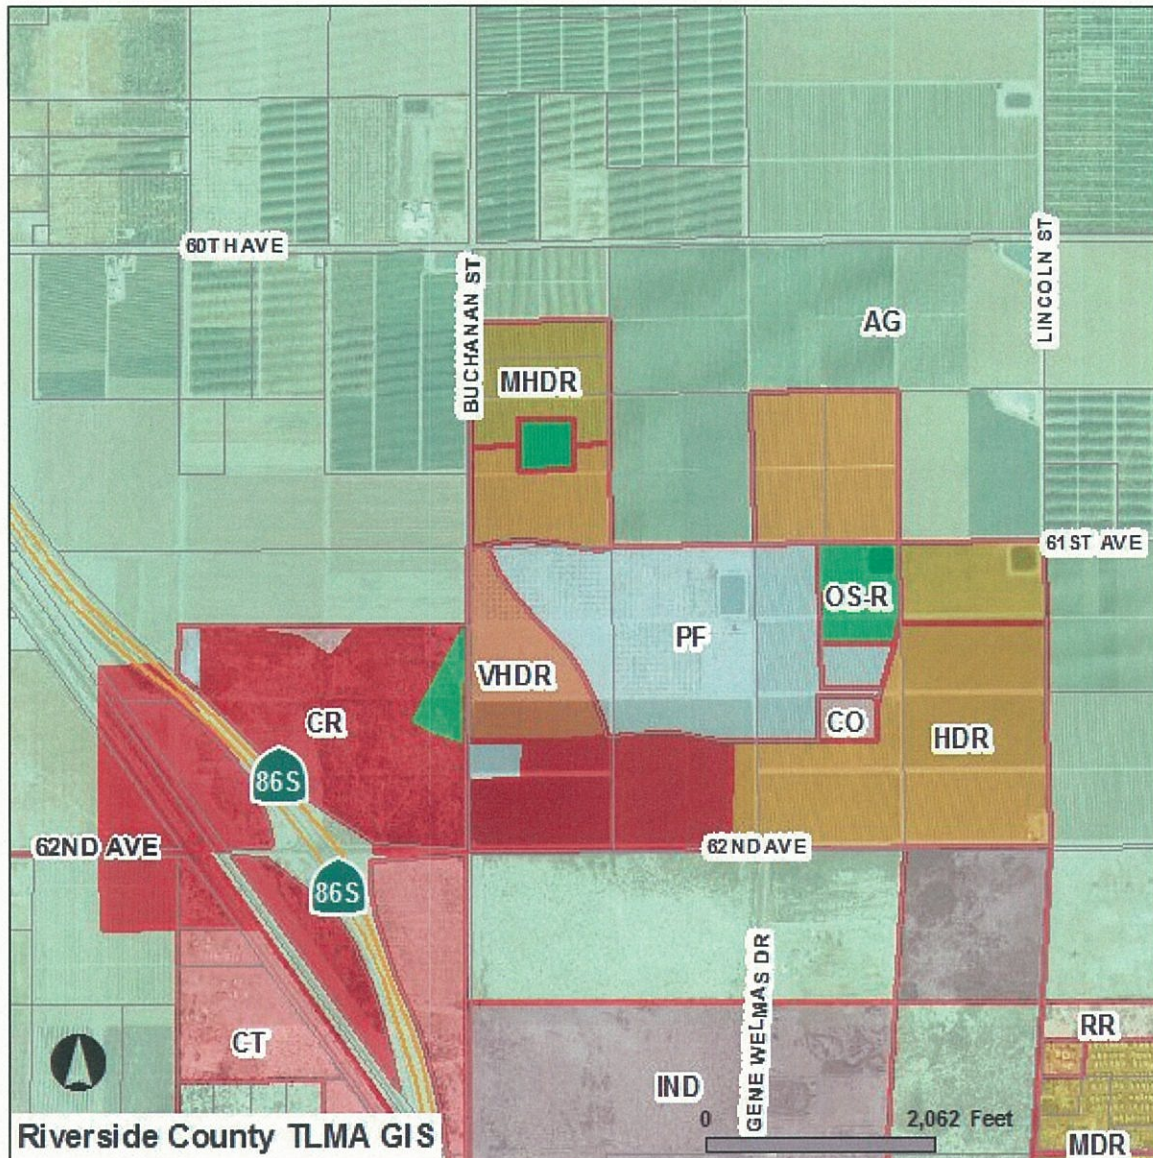 60TH AVE
BUCHANAN ST
LINCOLN ST
AG
MHDR
61ST AVE
OS-R
PF
VHDR
CR
CO
HDR
86S
62ND AVE
62ND AVE
86S
GENE WELMAS DR
CT
RR
IND
0 2,062 Feet
Riverside County TLMA GIS
MDR